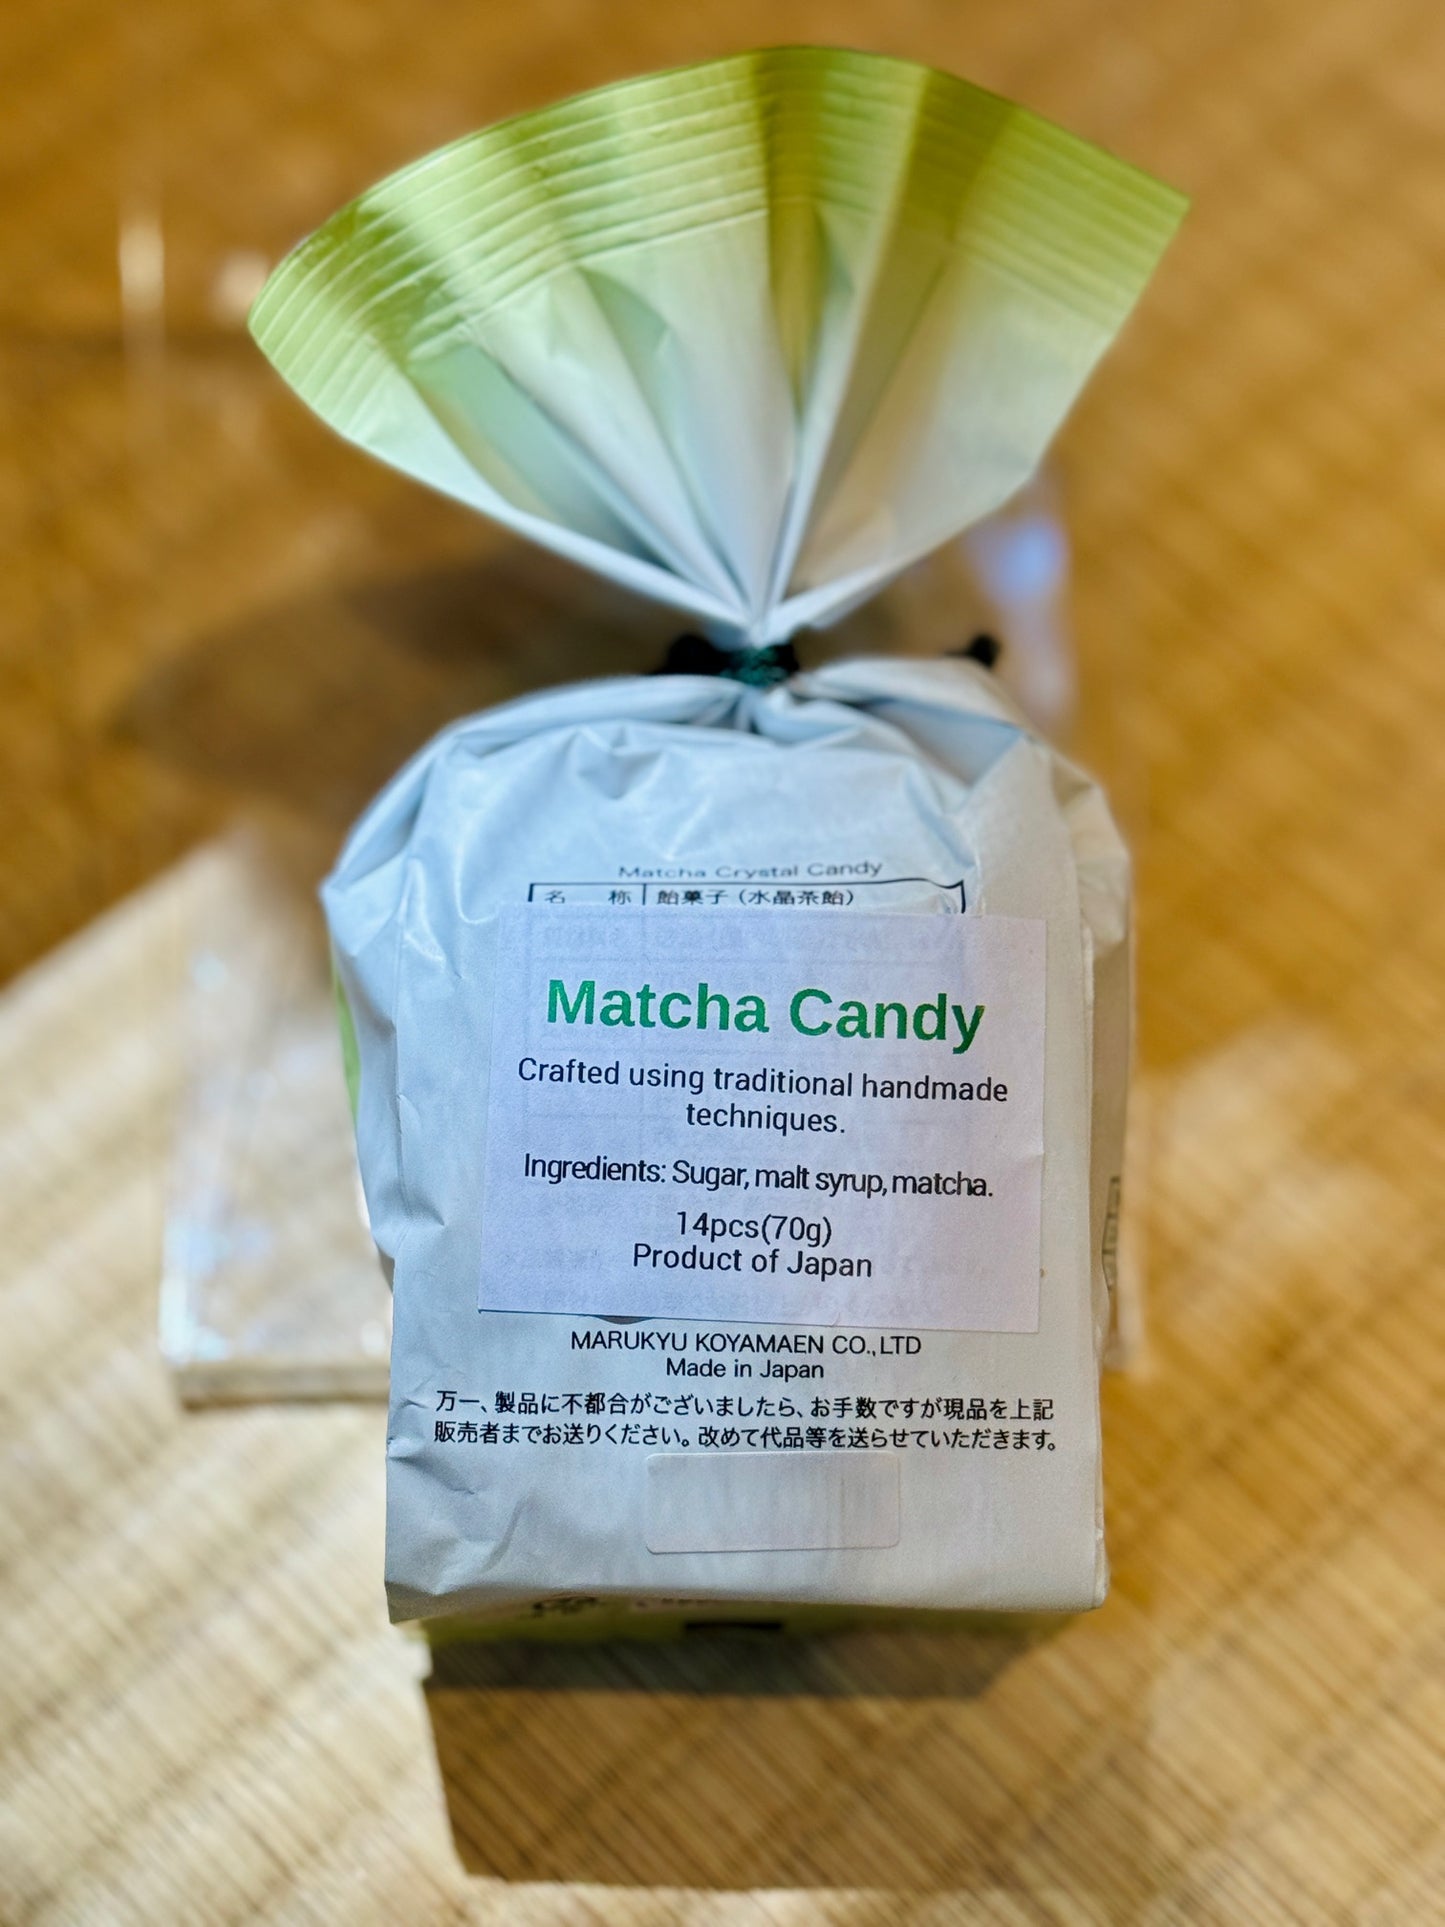 Matcha Crystal Candy
名 称 飴菓子（水晶茶飴）
Matcha Candy
Crafted using traditional handmade
techniques.
Ingredients: Sugar, malt syrup, matcha.
14pcs(70g)
Product of Japan
MARUKYU KOYAMAEN CO.,LTD
Made in Japan
万一、製品に不都合がございましたら、お手数ですが現品を上記
販売者までお送りください。改めて代品等を送らせていただきます。